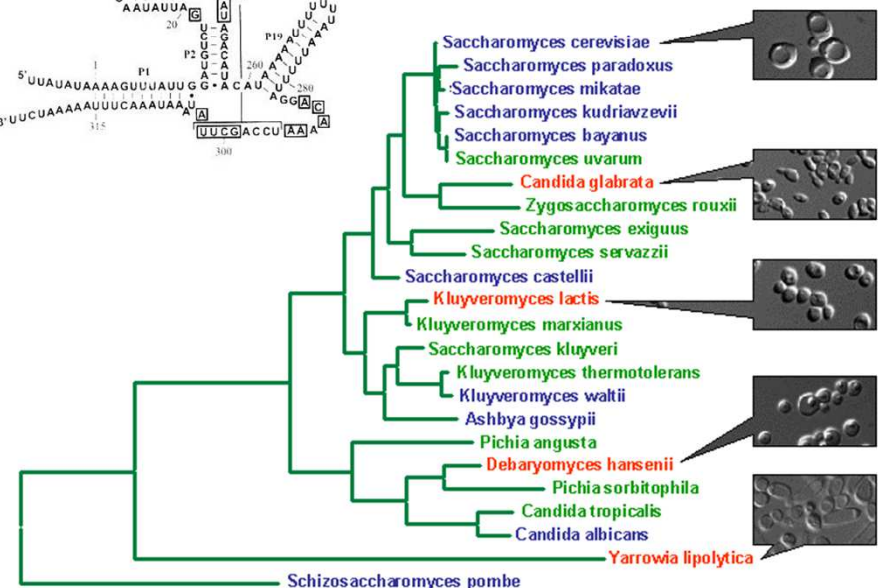 AAUAUUA G
20
A
U
P2
P19
260
280
5'
1
P1
UUAUAUAAAAGUUUAUUG
A C A U
A G G A C
A
A
3'
UUCUAAAAAUUUCAAAUAA
315
A
UUCGACCU AA
300
Saccharomyces cerevisiae
Saccharomyces paradoxus
Saccharomyces mikatae
Saccharomyces kudriavzevii
Saccharomyces bayanus
Saccharomyces uvarum
Candida glabrata
Zygosaccharomyces rouxii
Saccharomyces exiguus
Saccharomyces servazzii
Saccharomyces castellii
Kluyveromyces lactis
Kluyveromyces marxianus
Saccharomyces kluyveri
Kluyveromyces thermotolerans
Kluyveromyces waltii
Ashbya gossypii
Pichia angusta
Debaryomyces hansenii
Pichia sorbitophila
Candida tropicalis
Candida albicans
Yarrowia lipolytica
Schizosaccharomyces pombe